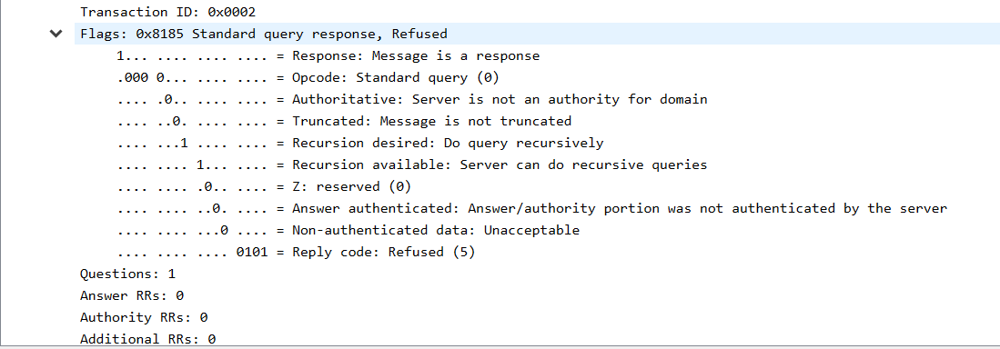 Transaction ID: 0x0002
Flags: 0x8185 Standard query response, Refused
1... .... .... .... = Response: Message is a response
.000 0... .... .... = Opcode: Standard query (0)
.... .0.. .... .... = Authoritative: Server is not an authority for domain
.... ..0. .... .... = Truncated: Message is not truncated
.... ...1 .... .... = Recursion desired: Do query recursively
.... .... 1... .... = Recursion available: Server can do recursive queries
.... .... .0.. .... = Z: reserved (0)
.... .... ..0. .... = Answer authenticated: Answer/authority portion was not authenticated by the server
.... .... ...0 .... = Non-authenticated data: Unacceptable
.... .... .... 0101 = Reply code: Refused (5)
Questions: 1
Answer RRs: 0
Authority RRs: 0
Additional RRs: 0